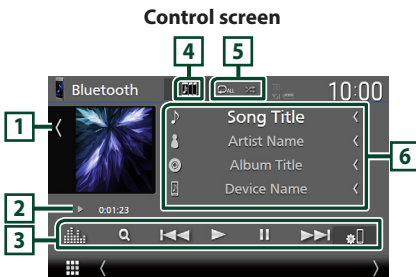 Control screen
4 5
Bluetooth ALL 10:00
1
Song Title
Artist Name
Album Title
Device Name
6
2 0:01:23
3